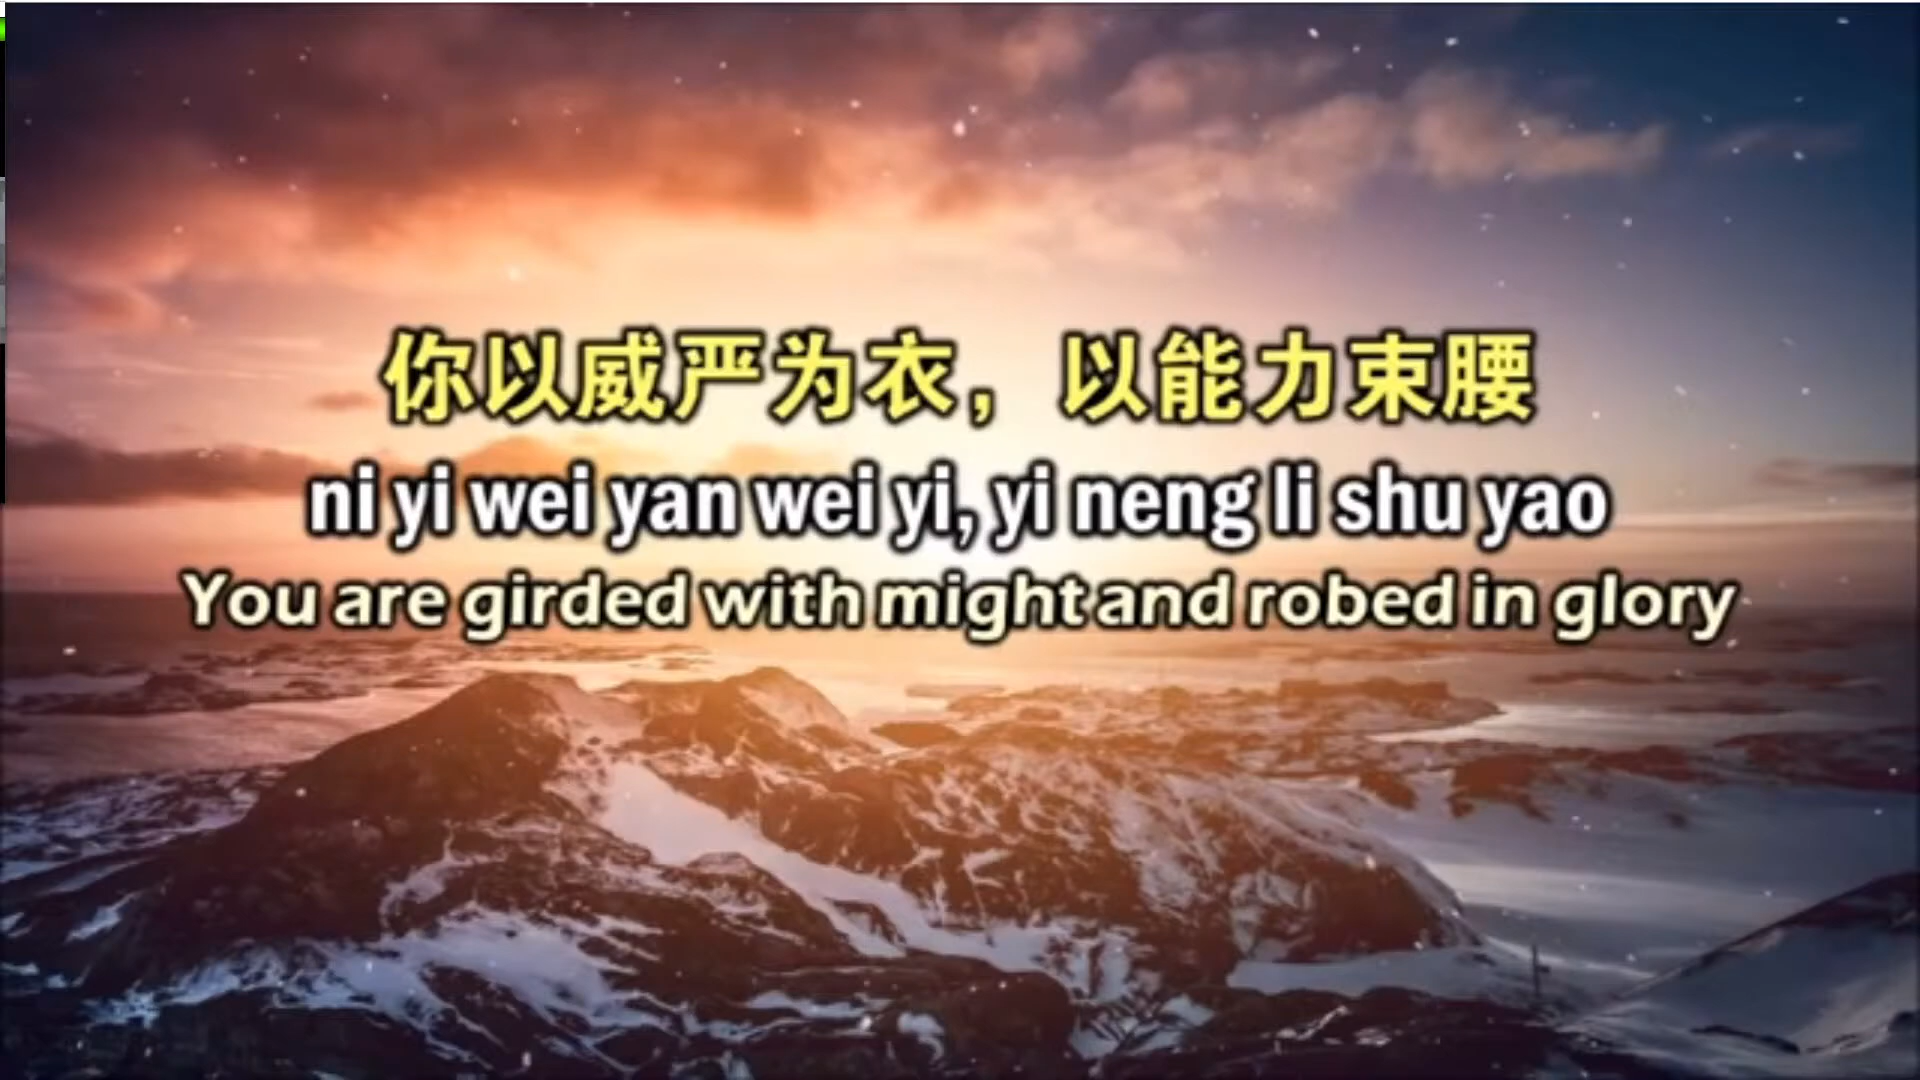 你以威严为衣，以能力束腰
ni yi wei yan wei yi, yi neng li shu yao
You are girded with might and robed in glory